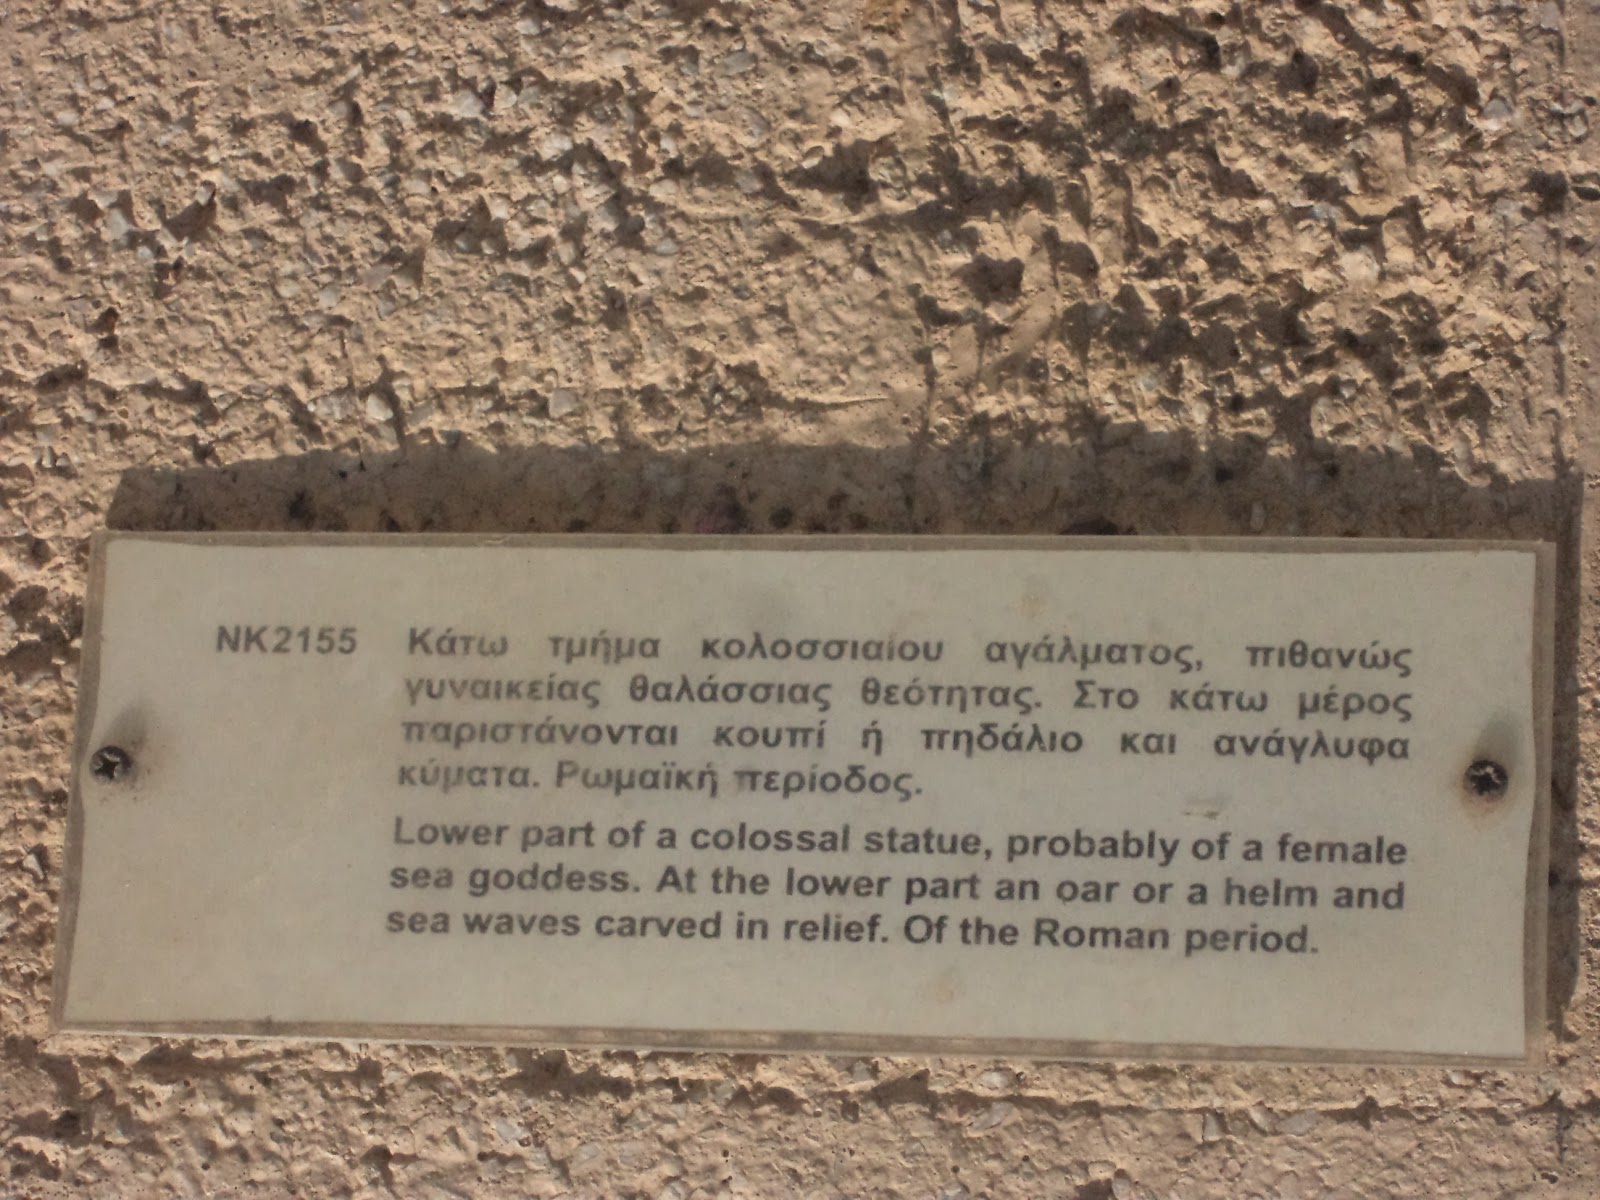 NK2155 Κάτω τμήμα κολοσσιαίου αγάλματος, πιθανώς
γυναικείας θαλάσσιας θεότητας. Στο κάτω μέρος
παριστάνονται κουπί ή πηδάλιο και ανάγλυφα
κύματα. Ρωμαϊκή περίοδος.
Lower part of a colossal statue, probably of a female
sea goddess. At the lower part an oar or a helm and
sea waves carved in relief. Of the Roman period.